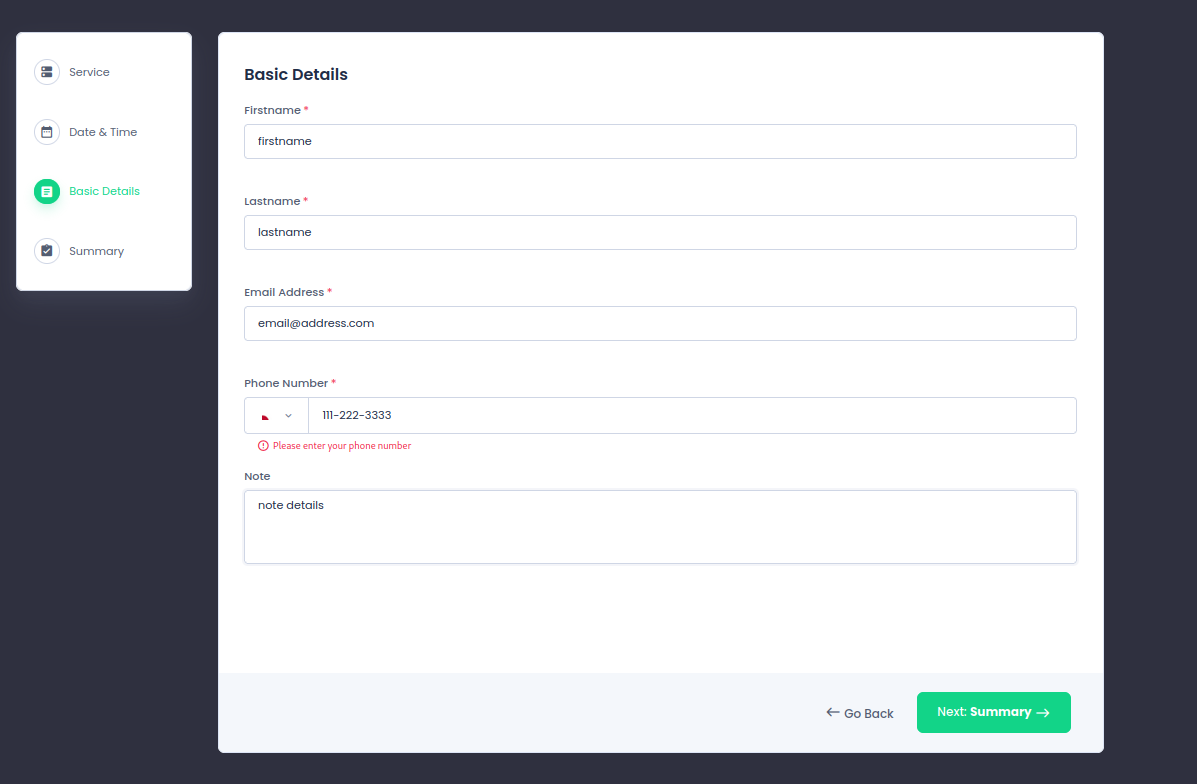 Service
Date & Time
Basic Details
Summary
Basic Details
Firstname *
firstname
Lastname *
lastname
Email Address *
email@address.com
Phone Number *
111-222-3333
Please enter your phone number
Note
note details
Go Back
Next: Summary